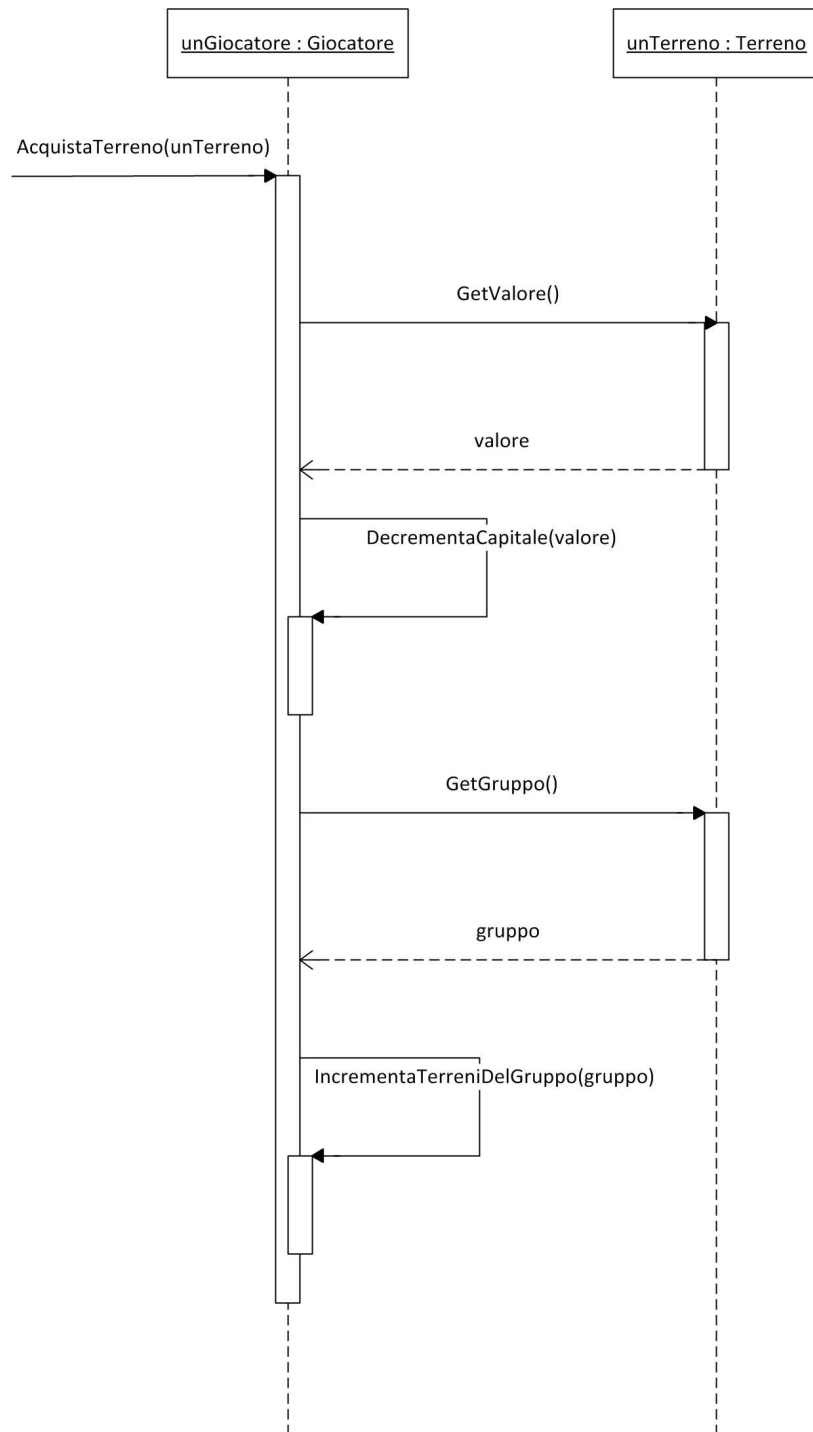 unGiocatore : Giocatore
unTerreno : Terreno
AcquistaTerreno(unTerreno)
GetValore()
valore
DecrementaCapitale(valore)
GetGruppo()
gruppo
IncrementaTerreniDelGruppo(gruppo)